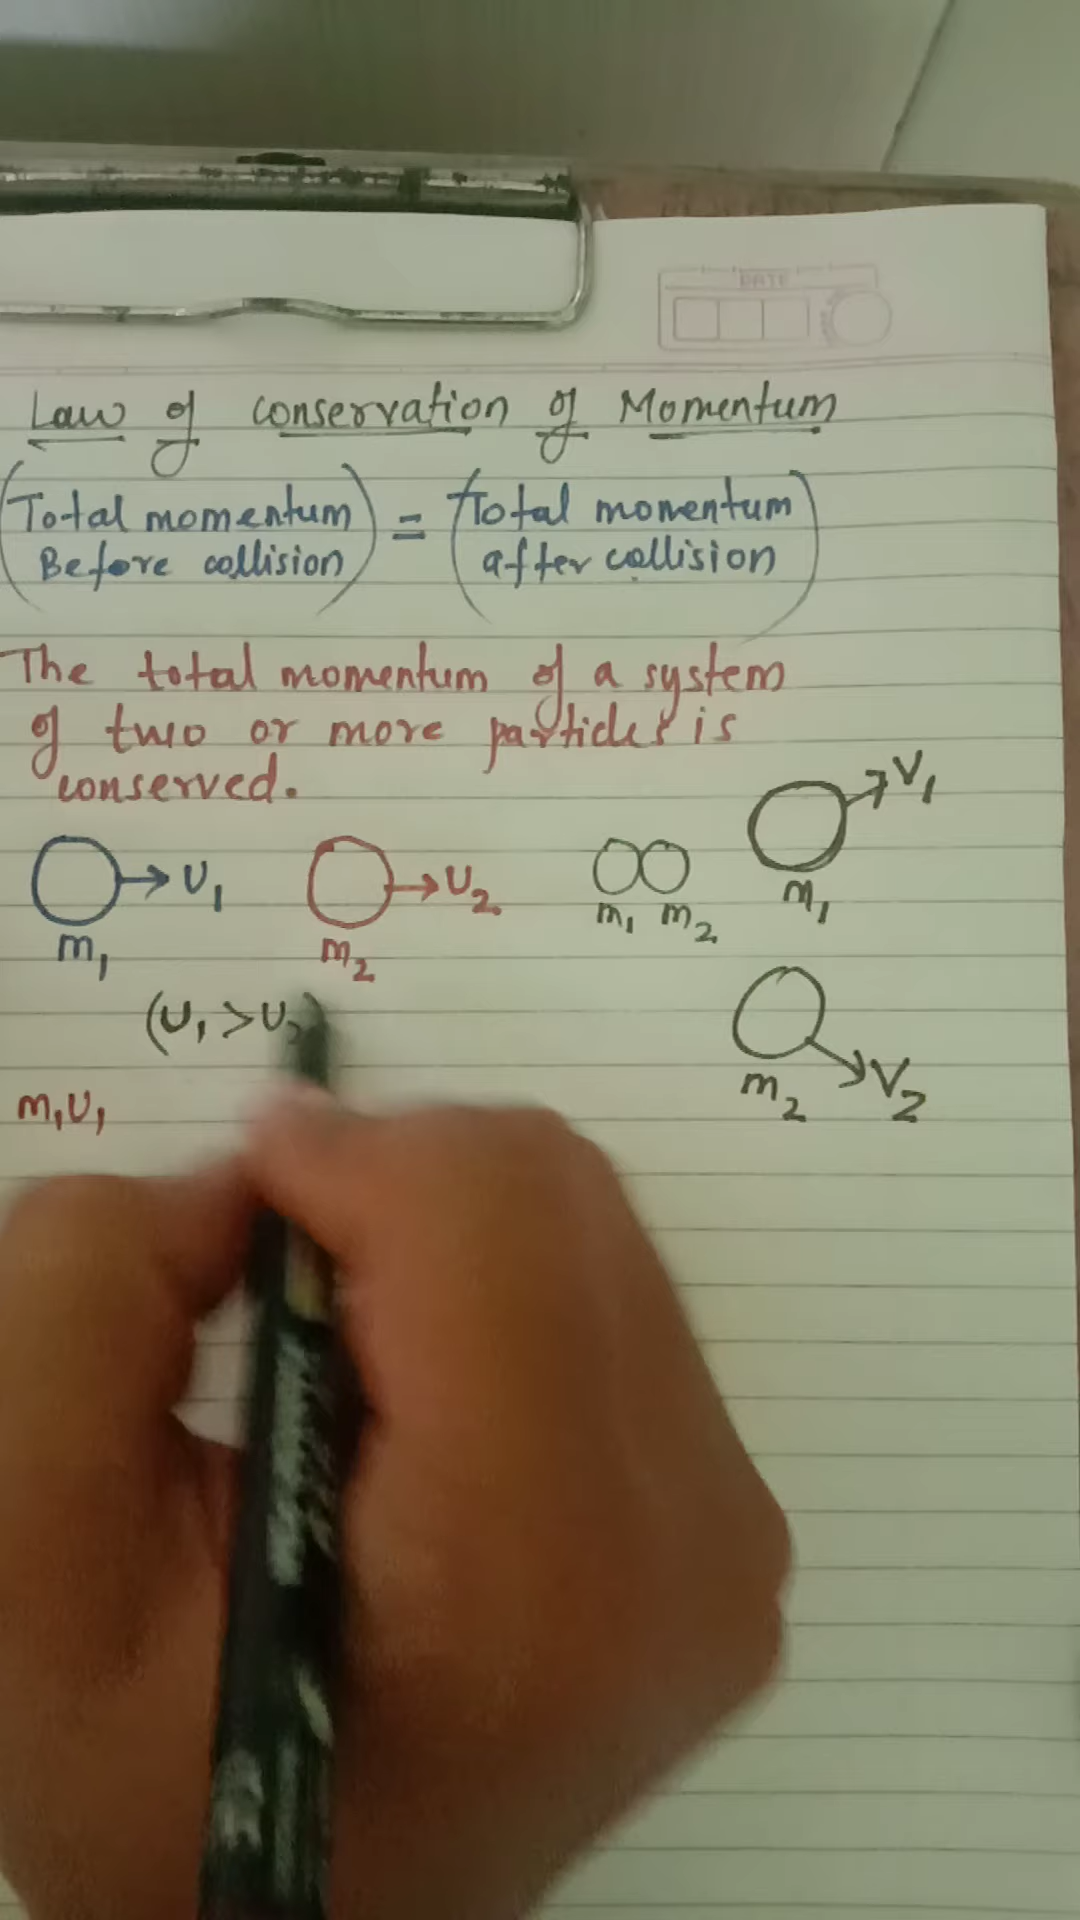 DATE
Law of conservation of Momentum
(Total momentum Before collision) = (Total momentum after collision)
The total momentum of a system
of two or more particles is
conserved.
m₁ → U₁
m₂ → U₂
m₁ m₂
m₁ → V₁
(U₁ > U₂)
m₂ → V₂
m₁U₁